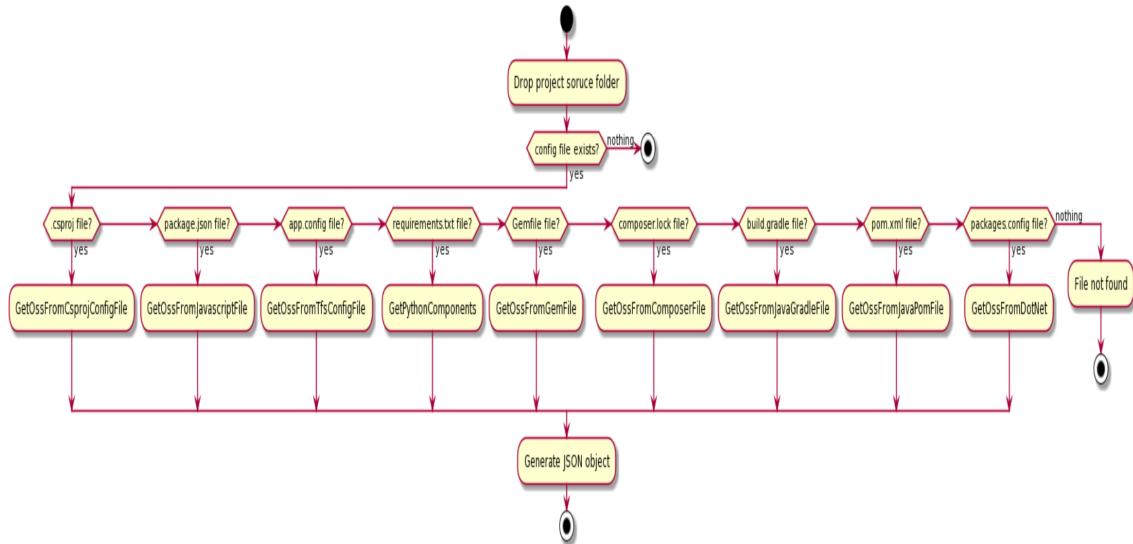 Drop project soruce folder
config file exists?
nothing
yes
.csproj file?
package.json file?
app.config file?
requirements.txt file?
Gemfile file?
composer.lock file?
build.gradle file?
pom.xml file?
packages.config file?
nothing
yes
yes
yes
yes
yes
yes
yes
yes
yes
GetOssFromCsprojConfigFile
GetOssFromJavascriptFile
GetOssFromTfsConfigFile
GetPythonComponents
GetOssFromGemFile
GetOssFromComposerFile
GetOssFromJavaGradleFile
GetOssFromJavaPomFile
GetOssFromDotNet
File not found
Generate JSON object